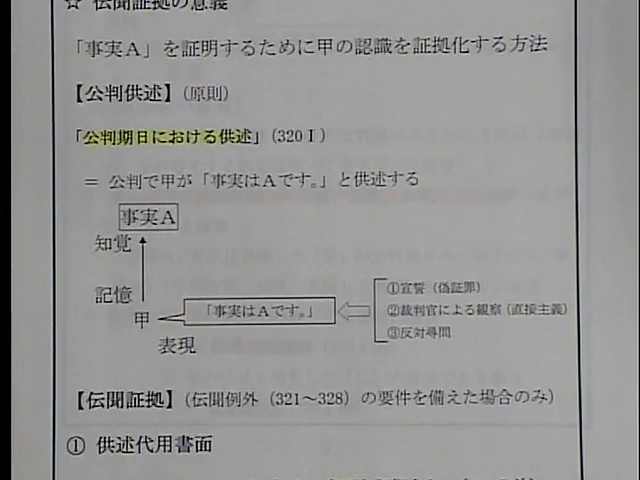 ☆ 伝聞証拠の意義
「事実A」を証明するために甲の認識を証拠化する方法
【公判供述】(原則)
「公判期日における供述」(320Ⅰ)
= 公判で甲が「事実はAです。」と供述する
事実A
知覚
記憶
甲
「事実はAです。」
表現
①宣誓(偽証罪)
②裁判官による観察(直接主義)
③反対尋問
【伝聞証拠】(伝聞例外(321~328)の要件を備えた場合のみ)
① 供述代用書面